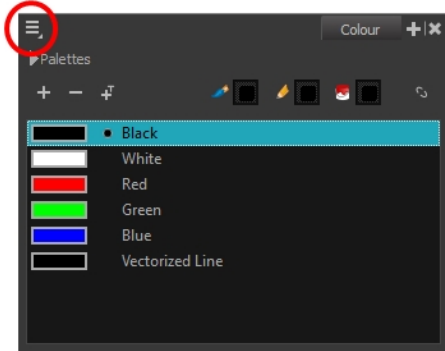 Colour
Palettes
Black
White
Red
Green
Blue
Vectorized Line